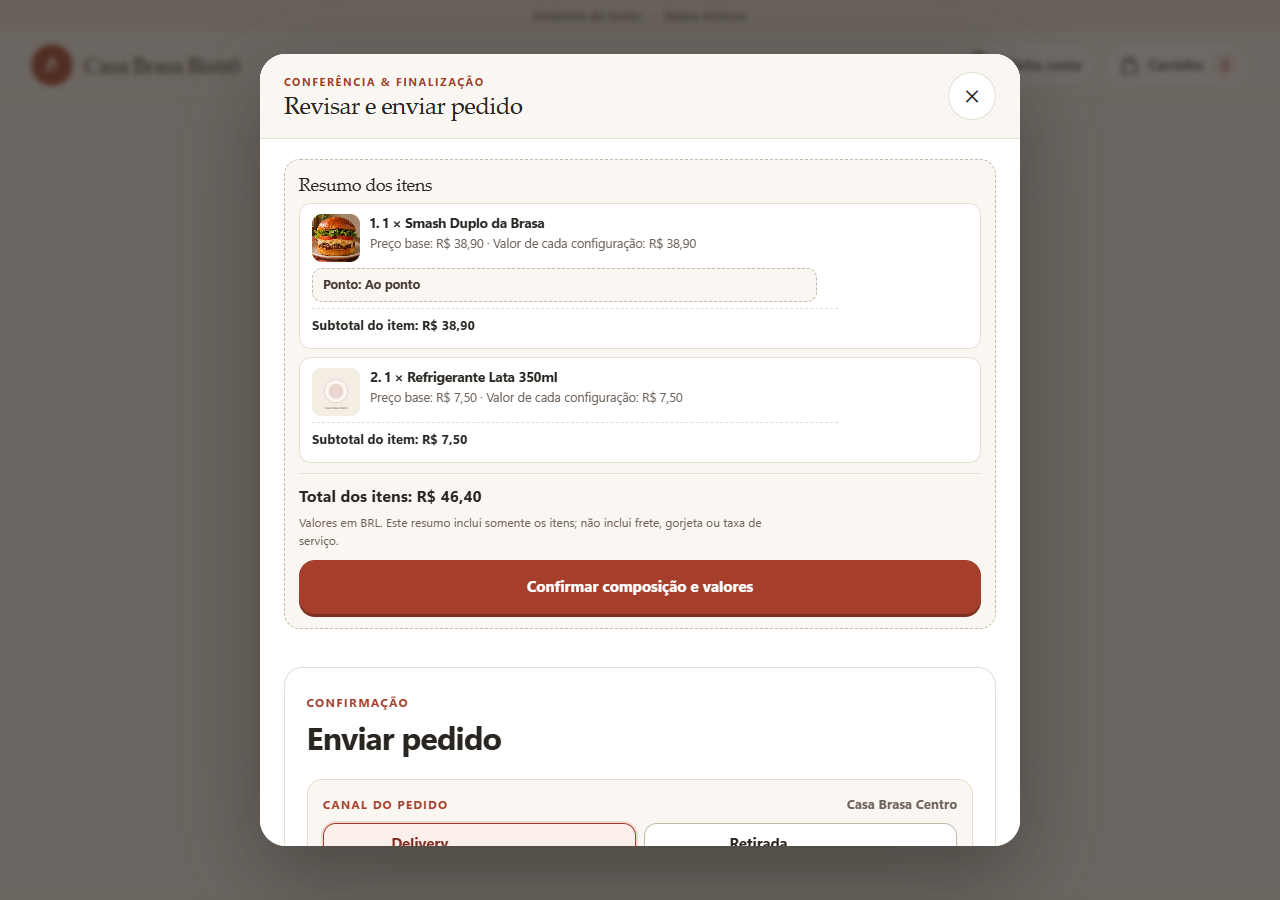 Casa Brasa Bistrô
Carrinho
CONFERÊNCIA & FINALIZAÇÃO
Revisar e enviar pedido
Resumo dos itens
1. 1 × Smash Duplo da Brasa
Preço base: R$ 38,90 · Valor de cada configuração: R$ 38,90
Ponto: Ao ponto
Subtotal do item: R$ 38,90
2. 1 × Refrigerante Lata 350ml
Preço base: R$ 7,50 · Valor de cada configuração: R$ 7,50
Subtotal do item: R$ 7,50
Total dos itens: R$ 46,40
Valores em BRL. Este resumo inclui somente os itens; não inclui frete, gorjeta ou taxa de
serviço.
Confirmar composição e valores
CONFIRMAÇÃO
Enviar pedido
CANAL DO PEDIDO
Casa Brasa Centro
Delivery
Retirada